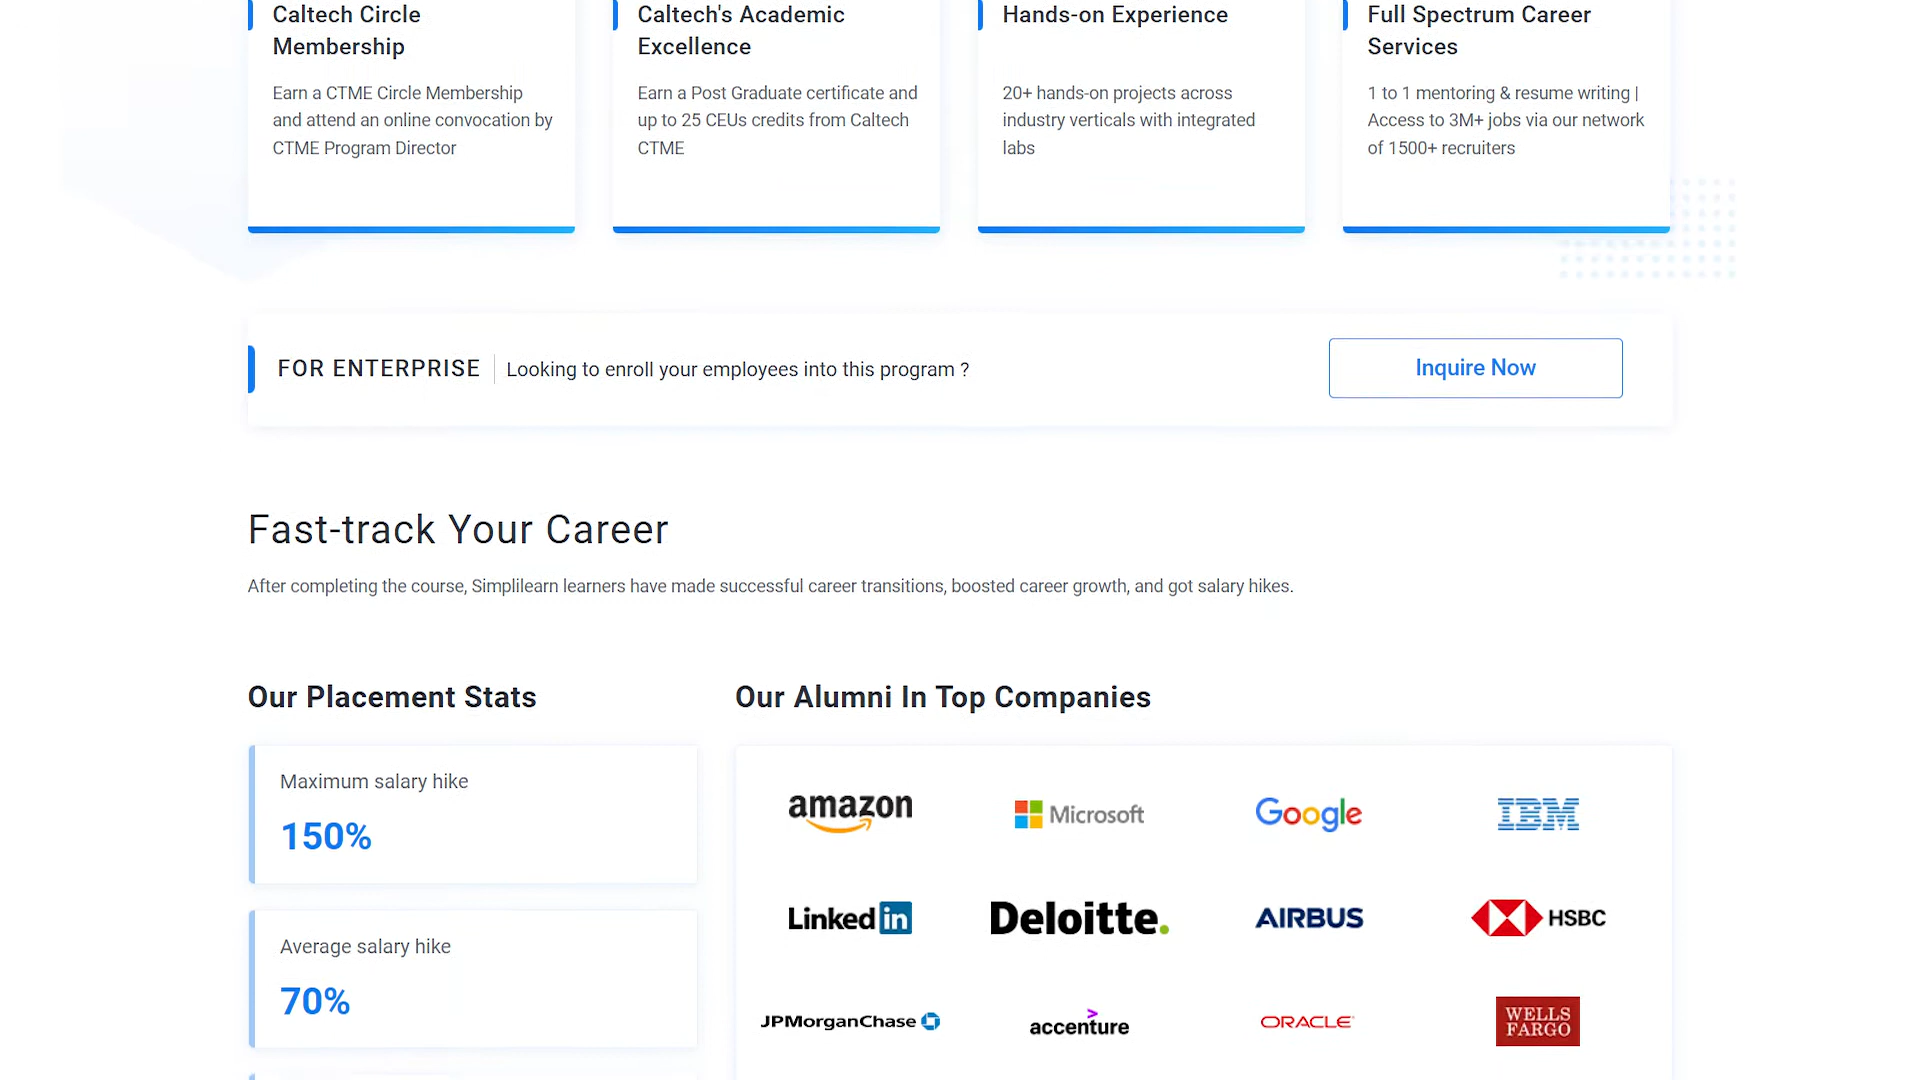 Caltech Circle
Membership
Earn a CTME Circle Membership
and attend an online convocation by
CTME Program Director
Caltech's Academic
Excellence
Earn a Post Graduate certificate and
up to 25 CEUs credits from Caltech
CTME
Hands-on Experience
20+ hands-on projects across
industry verticals with integrated
labs
Full Spectrum Career
Services
1 to 1 mentoring & resume writing |
Access to 3M+ jobs via our network
of 1500+ recruiters
FOR ENTERPRISE
Looking to enroll your employees into this program ?
Inquire Now
Fast-track Your Career
After completing the course, Simplilearn learners have made successful career transitions, boosted career growth, and got salary hikes.
Our Placement Stats
Maximum salary hike
150%
Average salary hike
70%
Our Alumni In Top Companies
amazon
Microsoft
Google
IBM
Linked in
Deloitte.
AIRBUS
HSBC
JPMorganChase
accenture
ORACLE
WELLS
FARGO